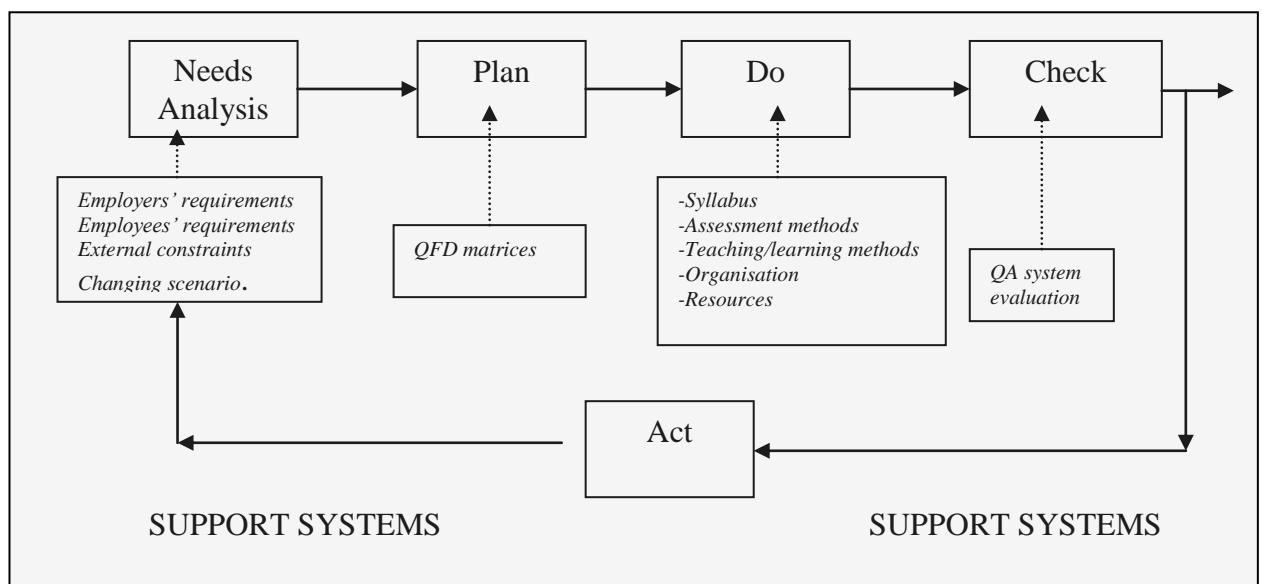 Needs
Analysis
Plan
Do
Check
Employers’ requirements
Employees’ requirements
External constraints
Changing scenario.
QFD matrices
-Syllabus
-Assessment methods
-Teaching/learning methods
-Organisation
-Resources
QA system
evaluation
Act
SUPPORT SYSTEMS
SUPPORT SYSTEMS